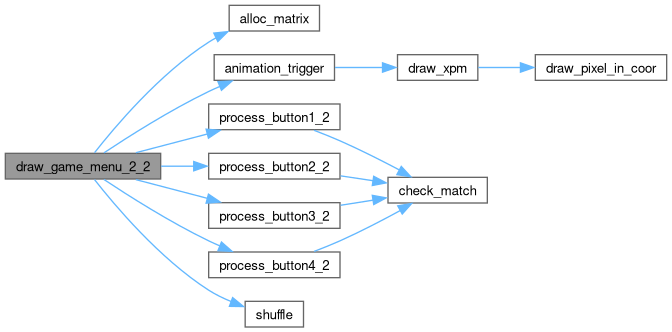 alloc_matrix
animation_trigger
draw_xpm
draw_pixel_in_coor
process_button1_2
draw_game_menu_2_2
process_button2_2
check_match
process_button3_2
process_button4_2
shuffle